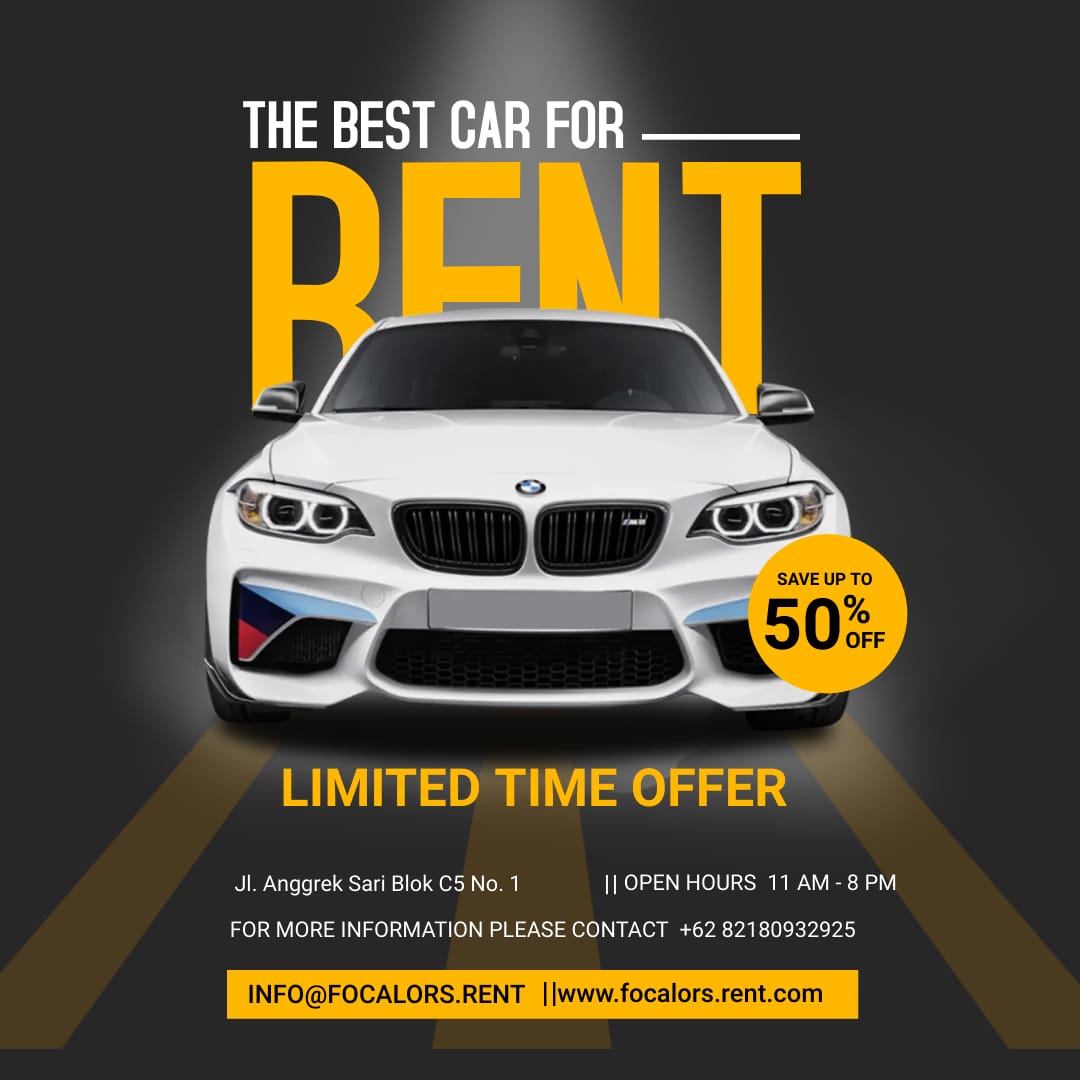 THE BEST CAR FOR
RENT
SAVE UP TO
50% OFF
LIMITED TIME OFFER
Jl. Anggrek Sari Blok C5 No. 1 || OPEN HOURS 11 AM - 8 PM
FOR MORE INFORMATION PLEASE CONTACT +62 82180932925
INFO@FOCALORS.RENT ||www.focalors.rent.com